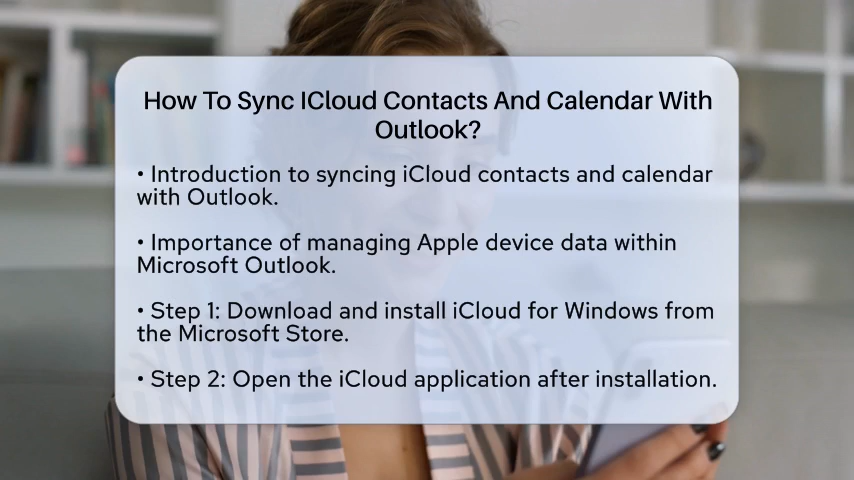 How To Sync ICloud Contacts And Calendar With
Outlook?
• Introduction to syncing iCloud contacts and calendar
with Outlook.
• Importance of managing Apple device data within
Microsoft Outlook.
• Step 1: Download and install iCloud for Windows from
the Microsoft Store.
• Step 2: Open the iCloud application after installation.